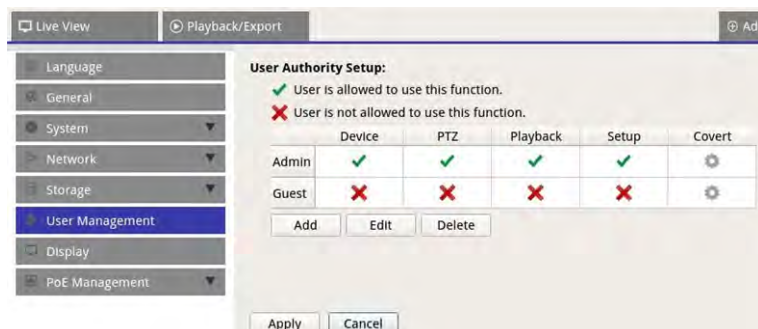 Live View Playback/Export Ad
Language
General
System
Network
Storage
User Management
Display
PoE Management
User Authority Setup:
User is allowed to use this function.
User is not allowed to use this function.
Device PTZ Playback Setup Covert
Admin
Guest
Add Edit Delete
Apply Cancel